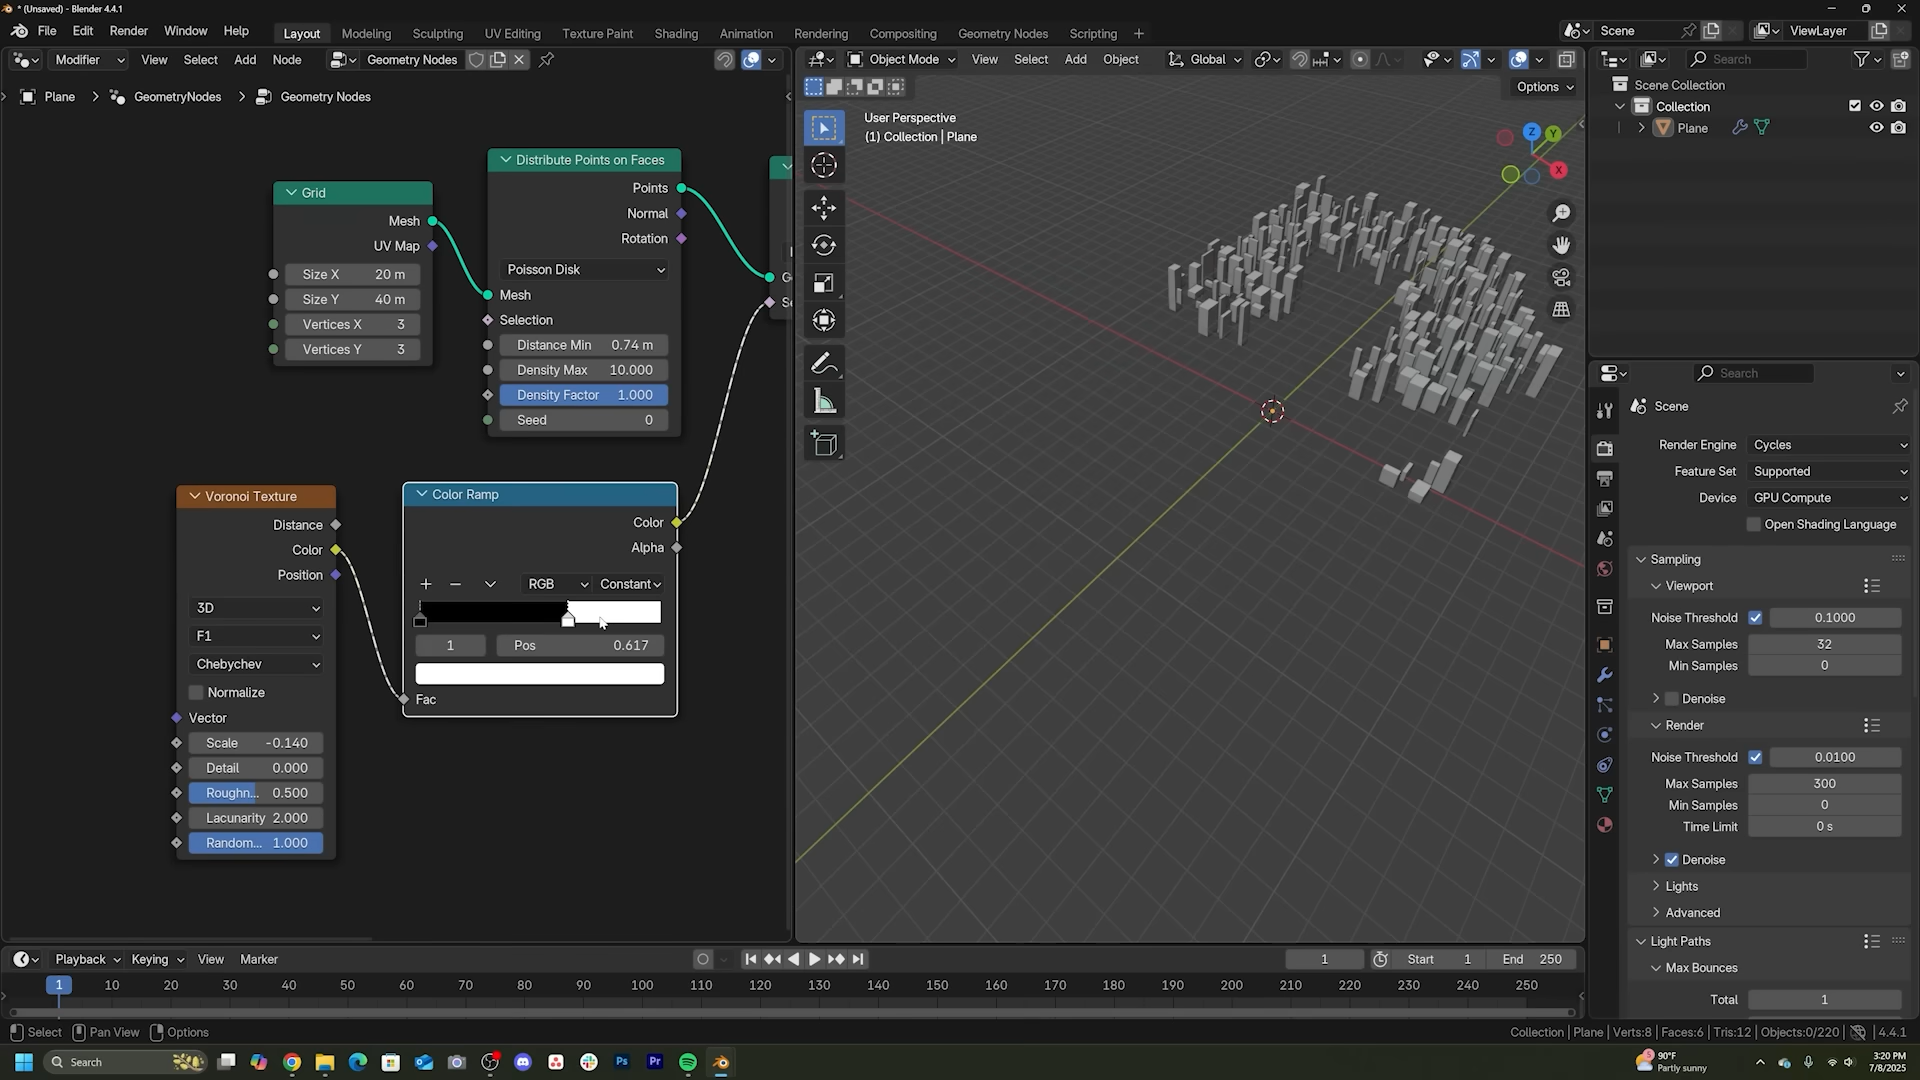 * (Unsaved) - Blender 4.4.1
File Edit Render Window Help Layout Modeling Sculpting UV Editing Texture Paint Shading Animation Rendering Compositing Geometry Nodes Scripting + Scene ViewLayer
Modifier View Select Add Node Geometry Nodes Object Mode View Select Add Object Global Search
Plane > GeometryNodes > Geometry Nodes Options
User Perspective
(1) Collection | Plane
Scene Collection
Collection
Plane
Z Y X
Distribute Points on Faces
Points
Normal
Rotation
Poisson Disk
Mesh
Selection
Distance Min 0.74 m
Density Max 10.000
Density Factor 1.000
Seed 0
Grid
Mesh
UV Map
Size X 20 m
Size Y 40 m
Vertices X 3
Vertices Y 3
Voronoi Texture
Distance
Color
Position
3D
F1
Chebychev
Normalize
Vector
Scale -0.140
Detail 0.000
Roughn... 0.500
Lacunarity 2.000
Random... 1.000
Color Ramp
Color
Alpha
+ − RGB Constant
1 Pos 0.617
Fac
Search
Scene
Render Engine Cycles
Feature Set Supported
Device GPU Compute
Open Shading Language
Sampling
Viewport
Noise Threshold 0.1000
Max Samples 32
Min Samples 0
Denoise
Render
Noise Threshold 0.0100
Max Samples 300
Min Samples 0
Time Limit 0 s
Denoise
Lights
Advanced
Light Paths
Max Bounces
Total 1
Playback Keying View Marker 1 Start 1 End 250
1 10 20 30 40 50 60 70 80 90 100 110 120 130 140 150 160 170 180 190 200 210 220 230 240 250
Select Pan View Options Collection | Plane | Verts:8 | Faces:6 | Tris:12 | Objects:0/220 | 4.4.1
Search Ps Pr 90°F
Partly sunny
3:20 PM
7/8/2025